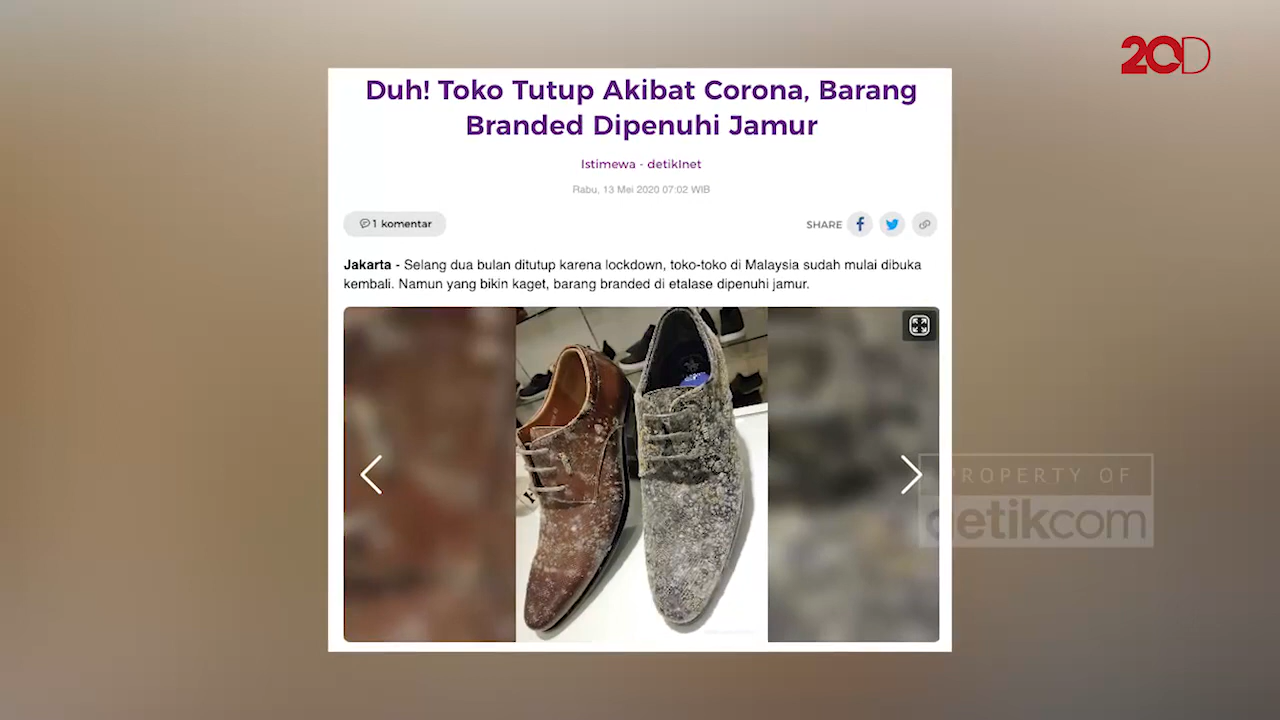 20D
Duh! Toko Tutup Akibat Corona, Barang
Branded Dipenuhi Jamur
Istimewa - detikInet
Rabu, 13 Mei 2020 07:02 WIB
1 komentar
SHARE
Jakarta - Selang dua bulan ditutup karena lockdown, toko-toko di Malaysia sudah mulai dibuka
kembali. Namun yang bikin kaget, barang branded di etalase dipenuhi jamur.
PROPERTY OF
detikcom